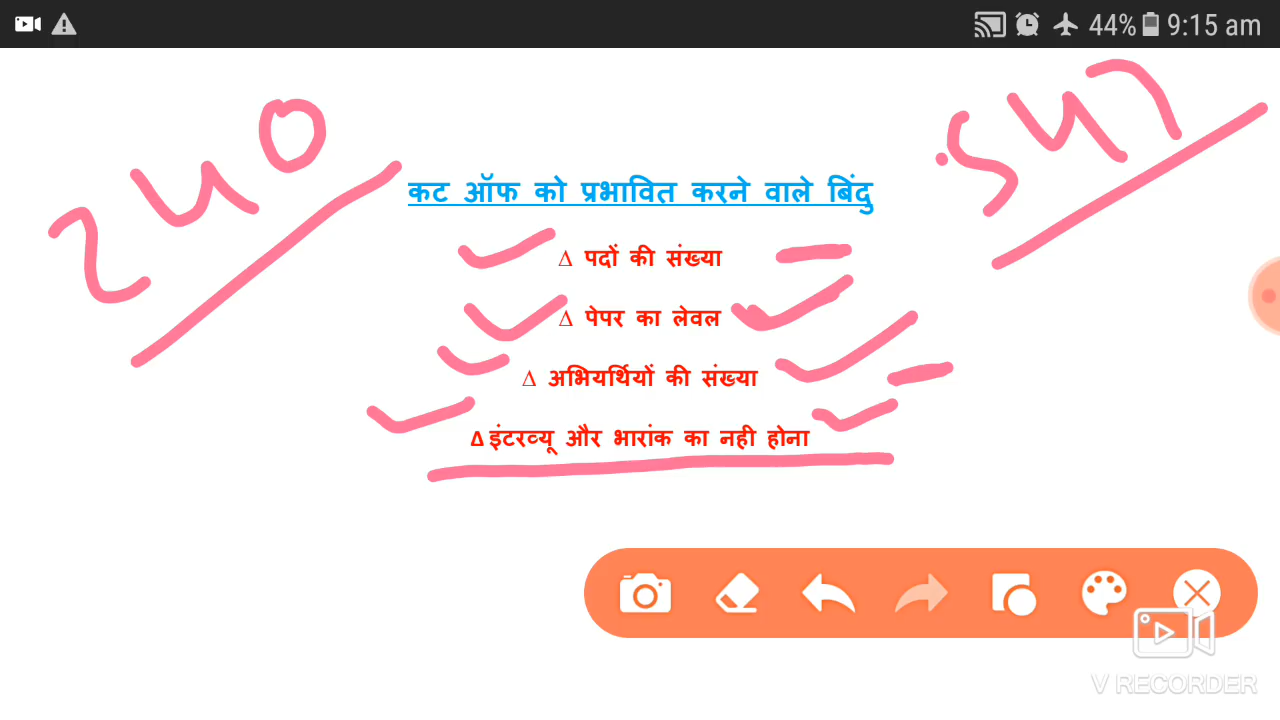 44% 9:15 am
240
547
कट ऑफ को प्रभावित करने वाले बिंदु
Δ पदों की संख्या
Δ पेपर का लेवल
Δ अभियर्थियों की संख्या
Δ इंटरव्यू और भारांक का नही होना
V RECORDER